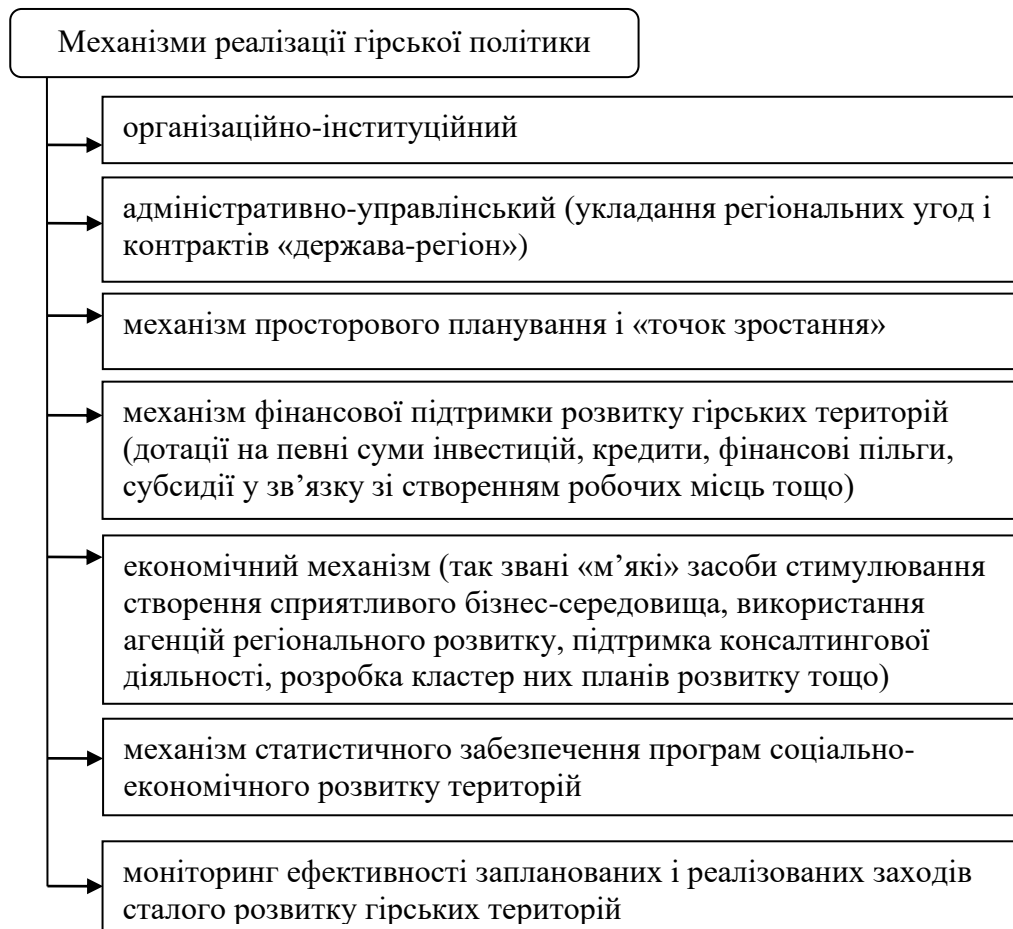 Механізми реалізації гірської політики
організаційно-інституційний
адміністративно-управлінський (укладання регіональних угод і
контрактів «держава-регіон»)
механізм просторового планування і «точок зростання»
механізм фінансової підтримки розвитку гірських територій
(дотації на певні суми інвестицій, кредити, фінансові пільги,
субсидії у зв’язку зі створенням робочих місць тощо)
економічний механізм (так звані «м’які» засоби стимулювання
створення сприятливого бізнес-середовища, використання
агенцій регіонального розвитку, підтримка консалтингової
діяльності, розробка кластер них планів розвитку тощо)
механізм статистичного забезпечення програм соціально-
економічного розвитку територій
моніторинг ефективності запланованих і реалізованих заходів
сталого розвитку гірських територій